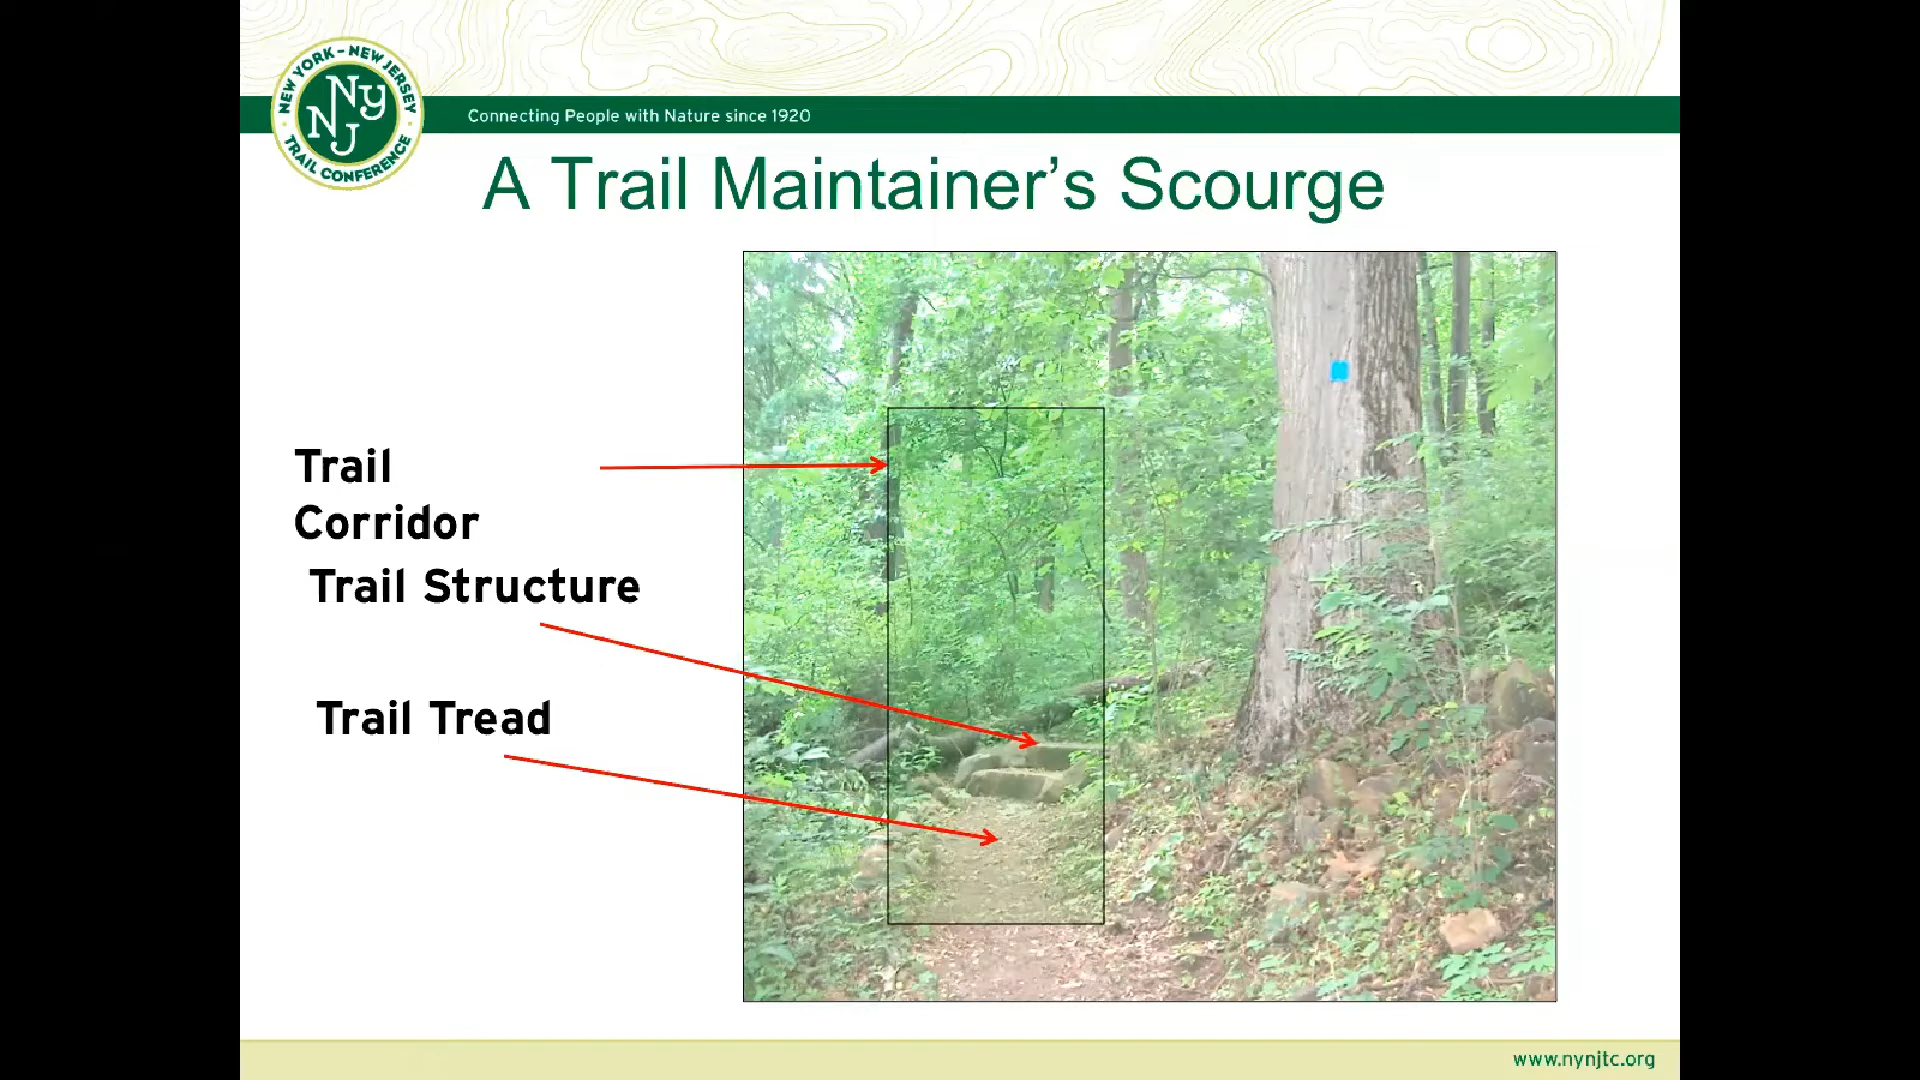 NEW YORK - NEW JERSEY
NY
NJ
TRAIL CONFERENCE
Connecting People with Nature since 1920
A Trail Maintainer’s Scourge
Trail
Corridor
Trail Structure
Trail Tread
www.nynjtc.org